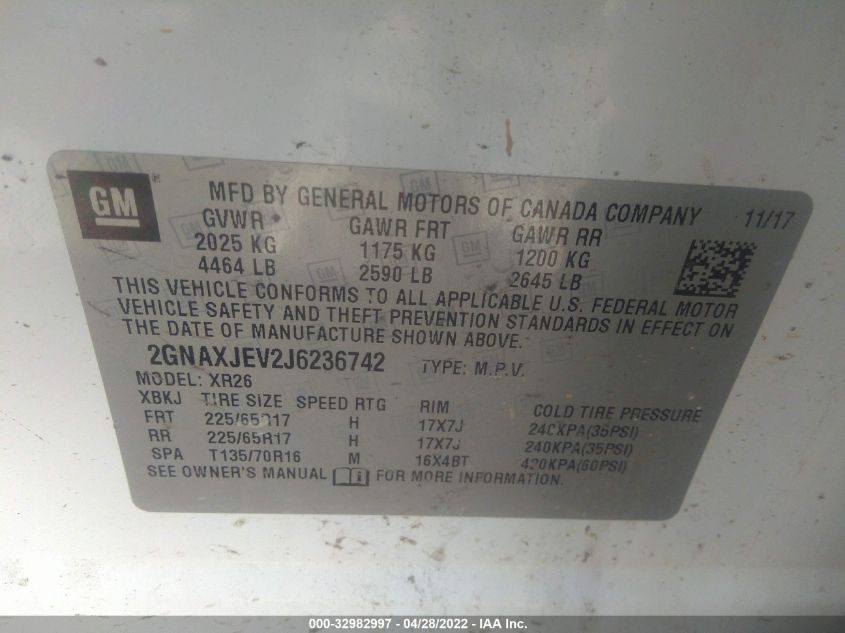 GM MFD BY GENERAL MOTORS OF CANADA COMPANY 11/17
GVWR GAWR FRT GAWR RR
2025 KG 1175 KG 1200 KG
4464 LB 2590 LB 2645 LB
THIS VEHICLE CONFORMS TO ALL APPLICABLE U.S. FEDERAL MOTOR
VEHICLE SAFETY AND THEFT PREVENTION STANDARDS IN EFFECT ON
THE DATE OF MANUFACTURE SHOWN ABOVE.
2GNAXJEV2J6236742 TYPE: M.P.V.
MODEL: XR26
XBKJ TIRE SIZE SPEED RTG RIM COLD TIRE PRESSURE
FRT 225/65R17 H 17X7J 240KPA(35PSI)
RR 225/65R17 H 17X7J 240KPA(35PSI)
SPA T135/70R16 M 16X4BT 420KPA(60PSI)
SEE OWNER'S MANUAL i FOR MORE INFORMATION.
000-32982997 - 04/28/2022 - IAA Inc.